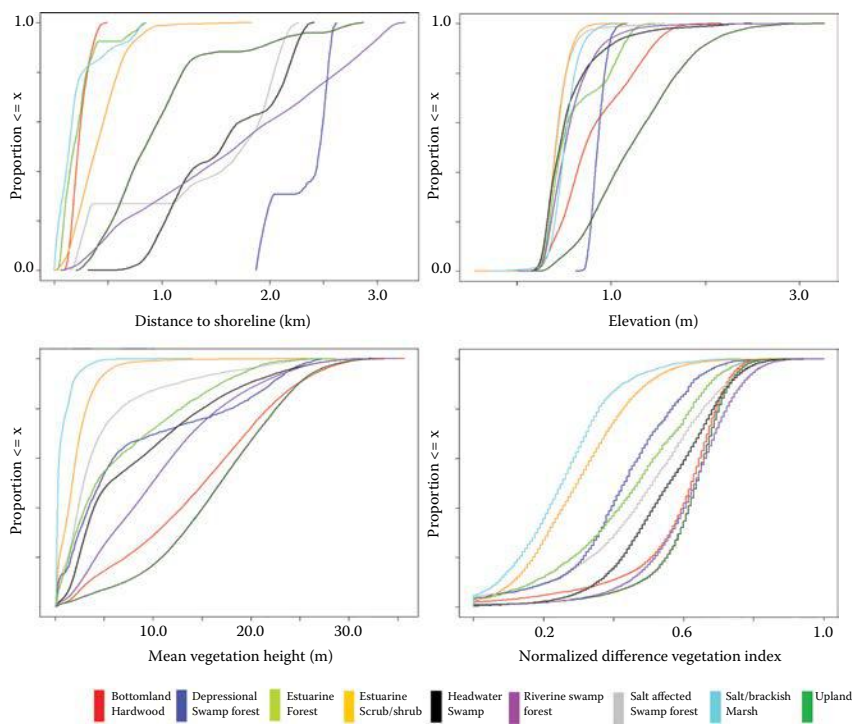 1.0
Proportion <= x
0.0
1.0
2.0
3.0
Distance to shoreline (km)
1.0
Proportion <= x
0.0
1.0
3.0
Elevation (m)
Proportion <= x
10.0
20.0
30.0
Mean vegetation height (m)
Proportion <= x
0.2
0.6
1.0
Normalized difference vegetation index
Bottomland
Hardwood
Depressional
Swamp forest
Estuarine
Forest
Estuarine
Scrub/shrub
Headwater
Swamp
Riverine swamp
forest
Salt affected
Swamp forest
Salt/brackish
Marsh
Upland